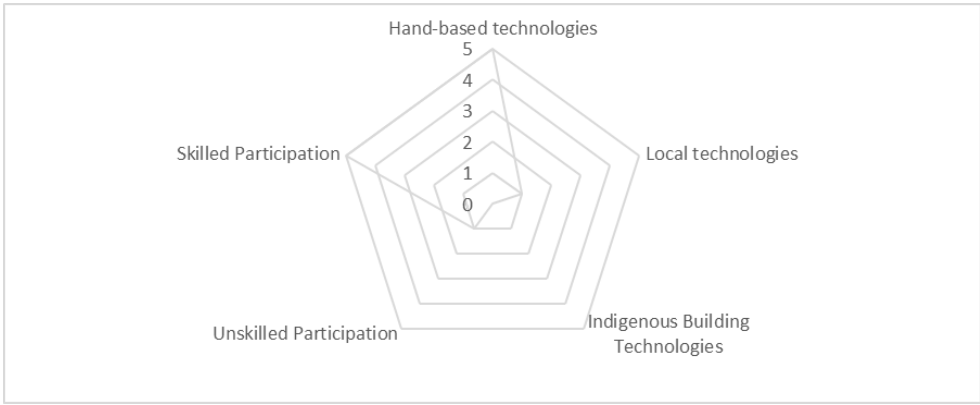 Hand-based technologies
5
4
3
2
1
0
Skilled Participation
Local technologies
Unskilled Participation
Indigenous Building
Technologies